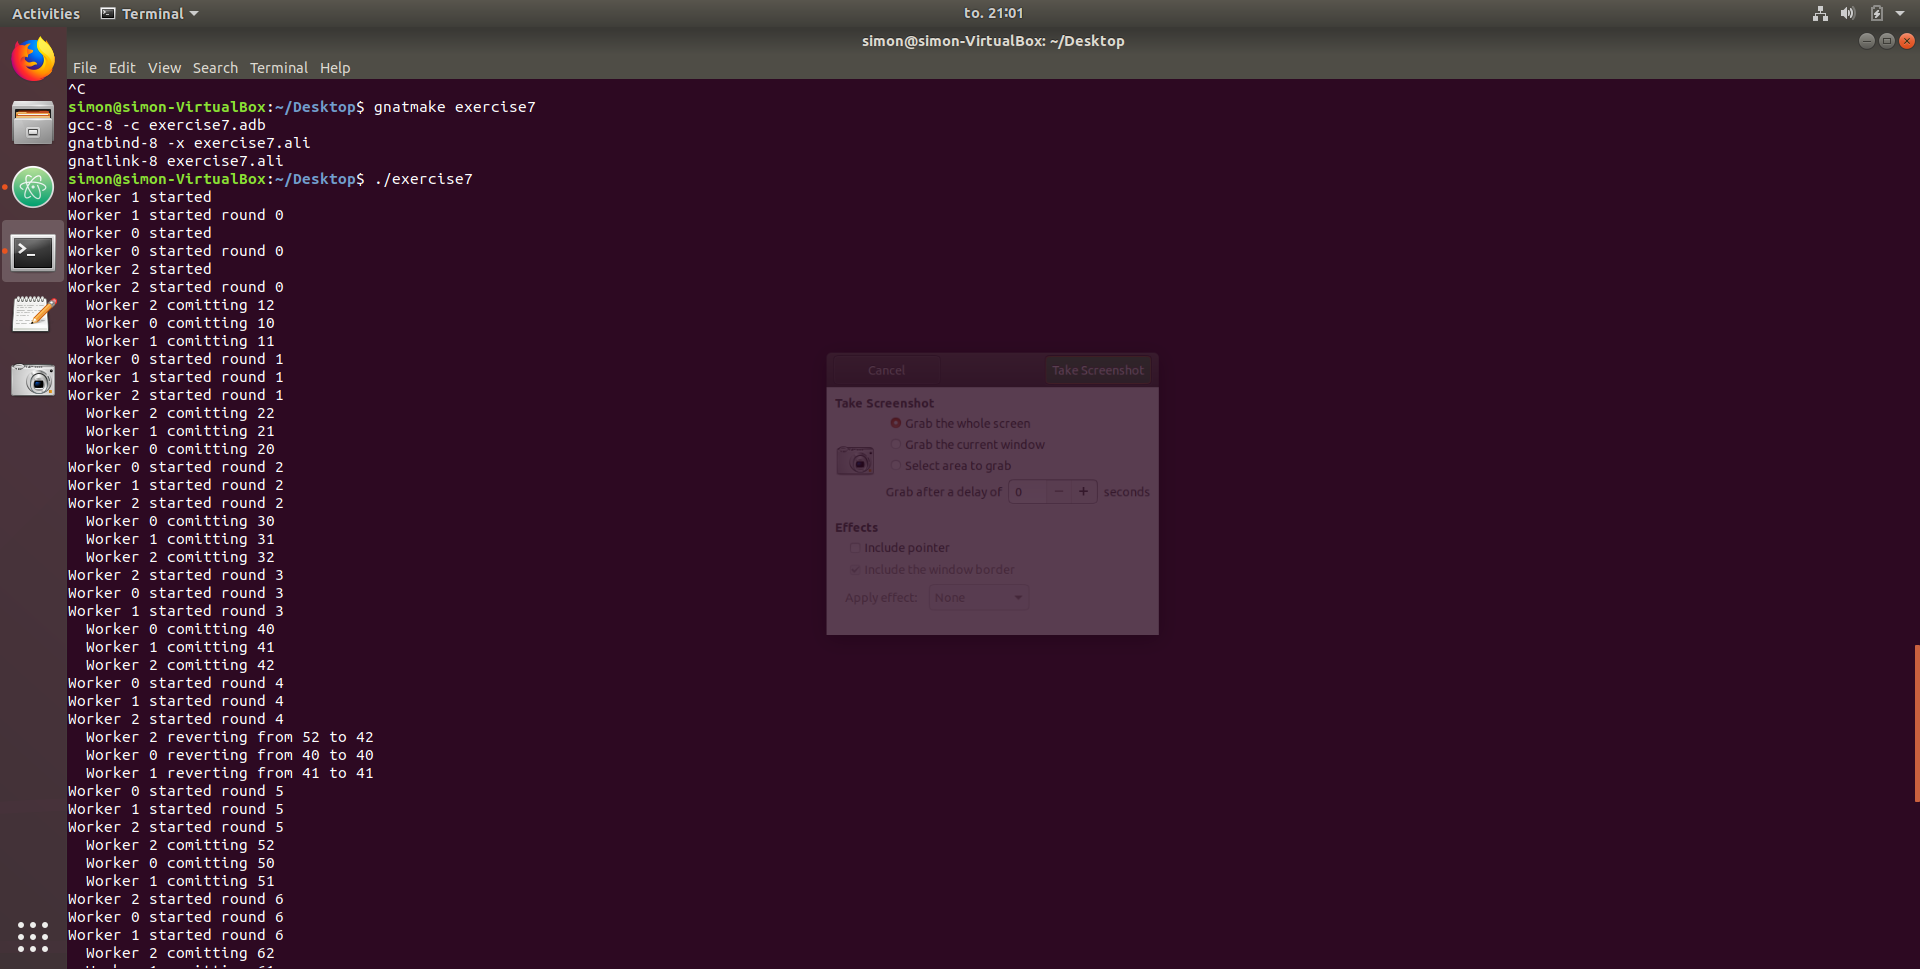 Activities Terminal to. 21:01
simon@simon-VirtualBox: ~/Desktop
File Edit View Search Terminal Help
^C
simon@simon-VirtualBox:~/Desktop$ gnatmake exercise7
gcc-8 -c exercise7.adb
gnatbind-8 -x exercise7.ali
gnatlink-8 exercise7.ali
simon@simon-VirtualBox:~/Desktop$ ./exercise7
Worker 1 started
Worker 1 started round 0
Worker 0 started
Worker 0 started round 0
Worker 2 started
Worker 2 started round 0
Worker 2 comitting 12
Worker 0 comitting 10
Worker 1 comitting 11
Worker 0 started round 1
Worker 1 started round 1
Worker 2 started round 1
Worker 2 comitting 22
Worker 1 comitting 21
Worker 0 comitting 20
Worker 0 started round 2
Worker 1 started round 2
Worker 2 started round 2
Worker 0 comitting 30
Worker 1 comitting 31
Worker 2 comitting 32
Worker 2 started round 3
Worker 0 started round 3
Worker 1 started round 3
Worker 0 comitting 40
Worker 1 comitting 41
Worker 2 comitting 42
Worker 0 started round 4
Worker 1 started round 4
Worker 2 started round 4
Worker 2 reverting from 52 to 42
Worker 0 reverting from 40 to 40
Worker 1 reverting from 41 to 41
Worker 0 started round 5
Worker 1 started round 5
Worker 2 started round 5
Worker 2 comitting 52
Worker 0 comitting 50
Worker 1 comitting 51
Worker 2 started round 6
Worker 0 started round 6
Worker 1 started round 6
Worker 2 comitting 62
Cancel Take Screenshot
Take Screenshot
Grab the whole screen
Grab the current window
Select area to grab
Grab after a delay of 0 − + seconds
Effects
Include pointer
Include the window border
Apply effect: None